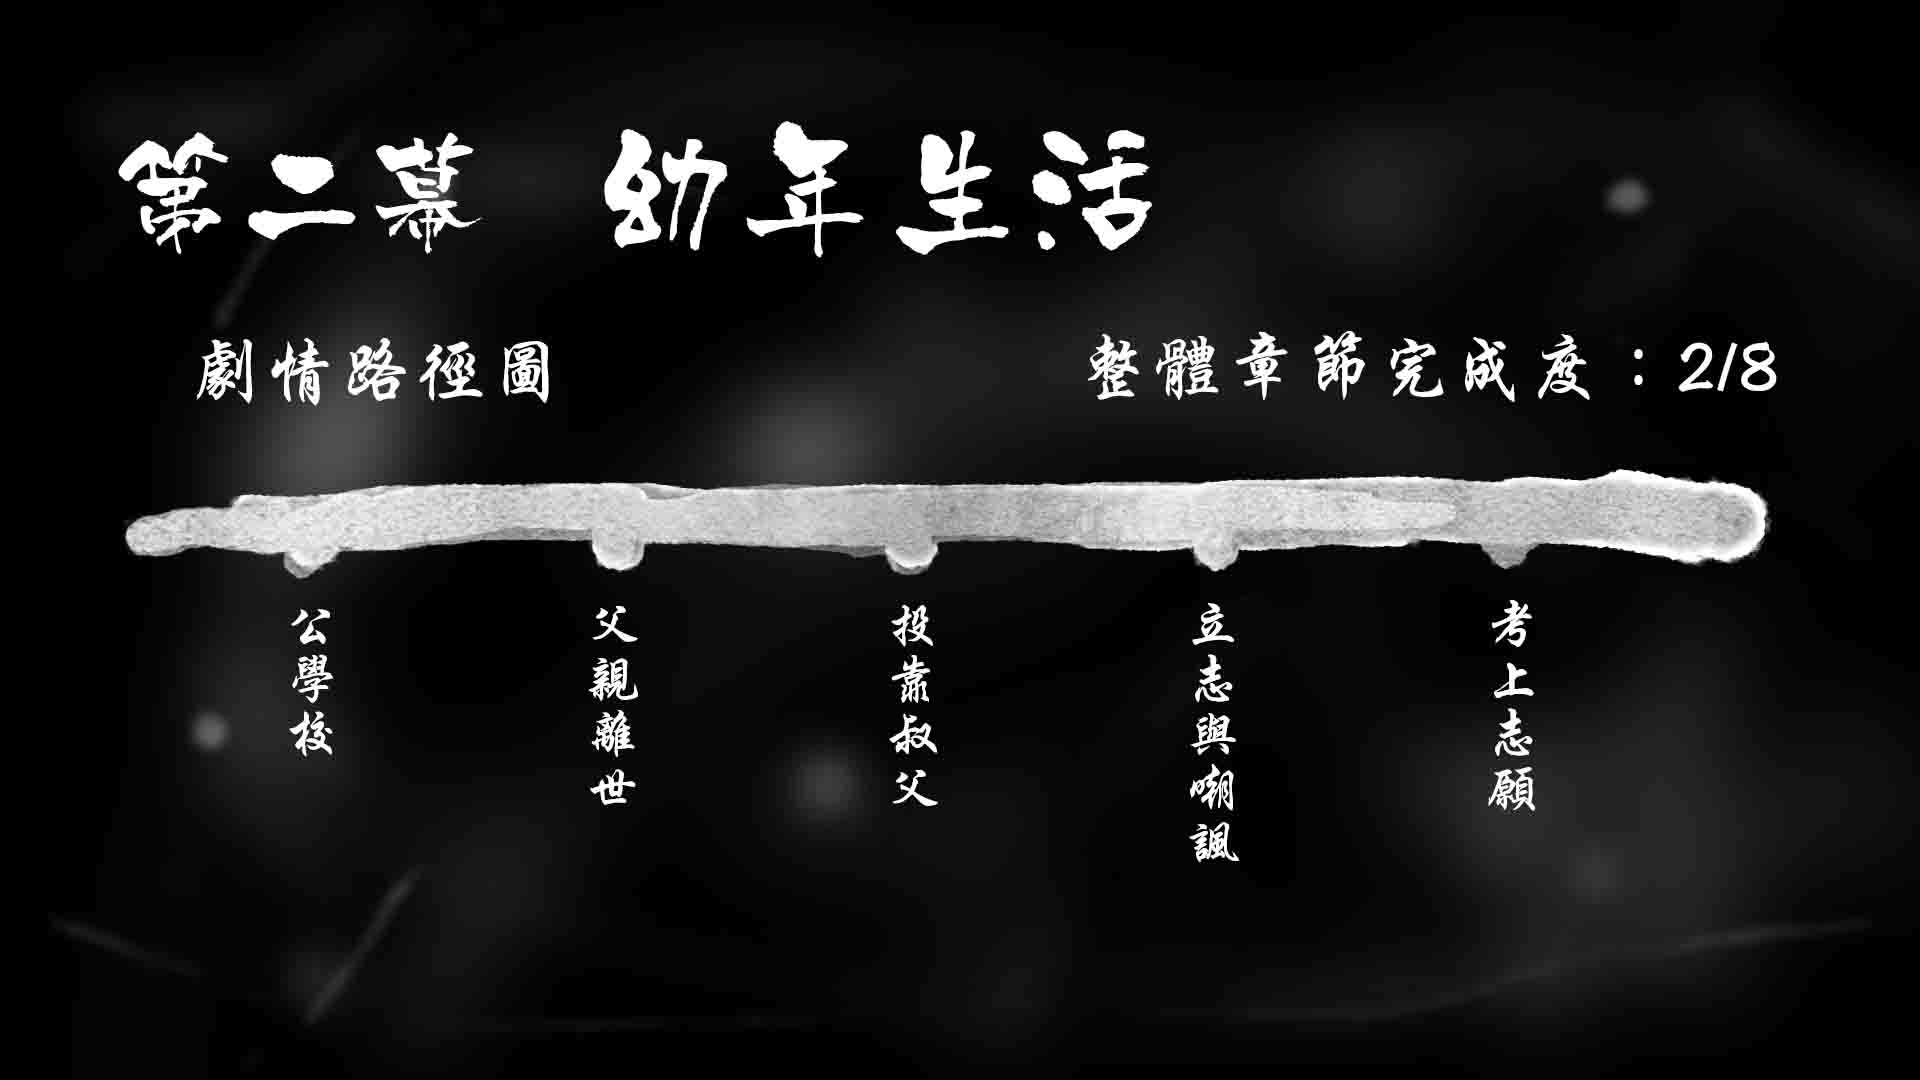 第二幕 幼年生活
劇情路徑圖
整體章節完成度：2/8
公學校
父親離世
投靠叔父
立志與嘲諷
考上志願